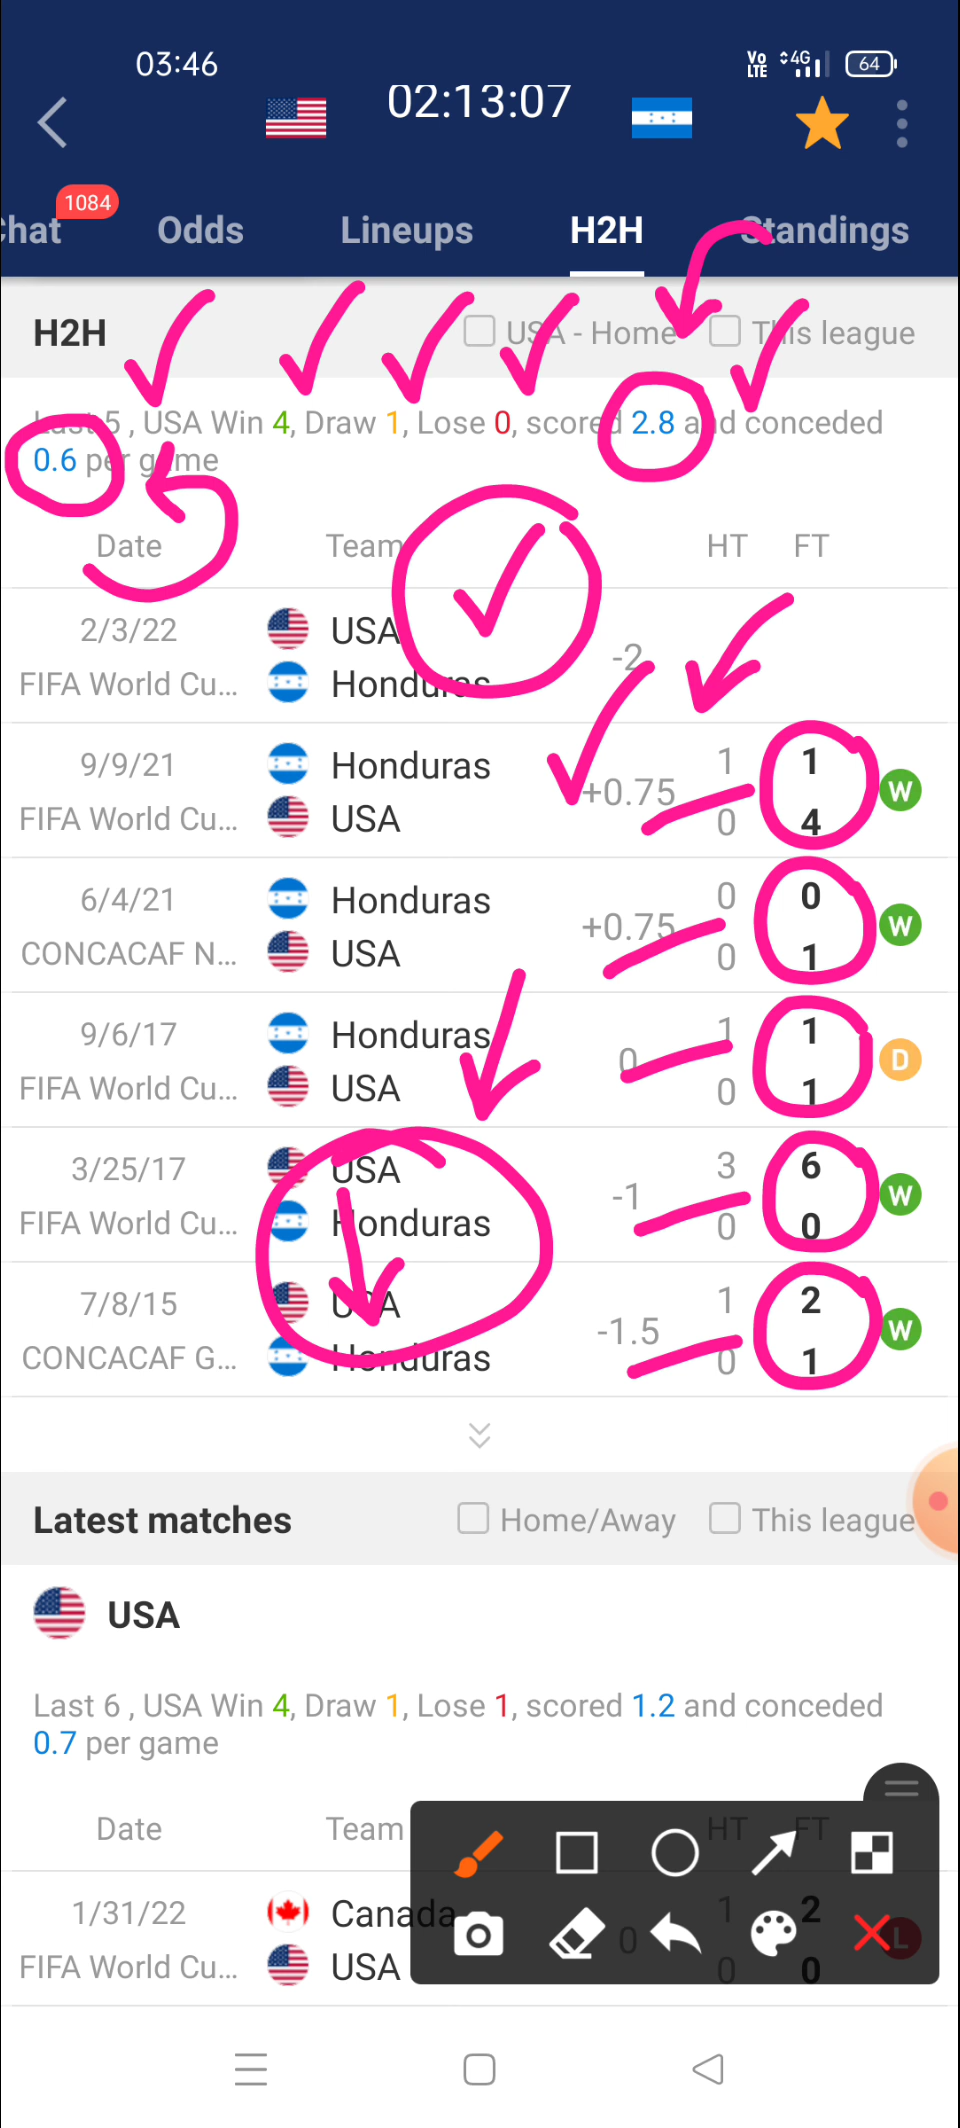 03:46
Vo LTE 4G 64
02:13:07
1084
Chat Odds Lineups H2H Standings
H2H USA - Home This league
Last 5 , USA Win 4, Draw 1, Lose 0, scored 2.8 and conceded
0.6 per game
Date Team HT FT
2/3/22 USA
-2
FIFA World Cu... Honduras
9/9/21 Honduras 1 1
+0.75 W
FIFA World Cu... USA 0 4
6/4/21 Honduras 0 0
+0.75 W
CONCACAF N... USA 0 1
9/6/17 Honduras 1 1
0 D
FIFA World Cu... USA 0 1
3/25/17 USA 3 6
-1 W
FIFA World Cu... Honduras 0 0
7/8/15 USA 1 2
-1.5 W
CONCACAF G... Honduras 0 1
Latest matches Home/Away This league
USA
Last 6 , USA Win 4, Draw 1, Lose 1, scored 1.2 and conceded
0.7 per game
Date Team HT FT
1/31/22 Canada 1 2
0 L
FIFA World Cu... USA 0 0